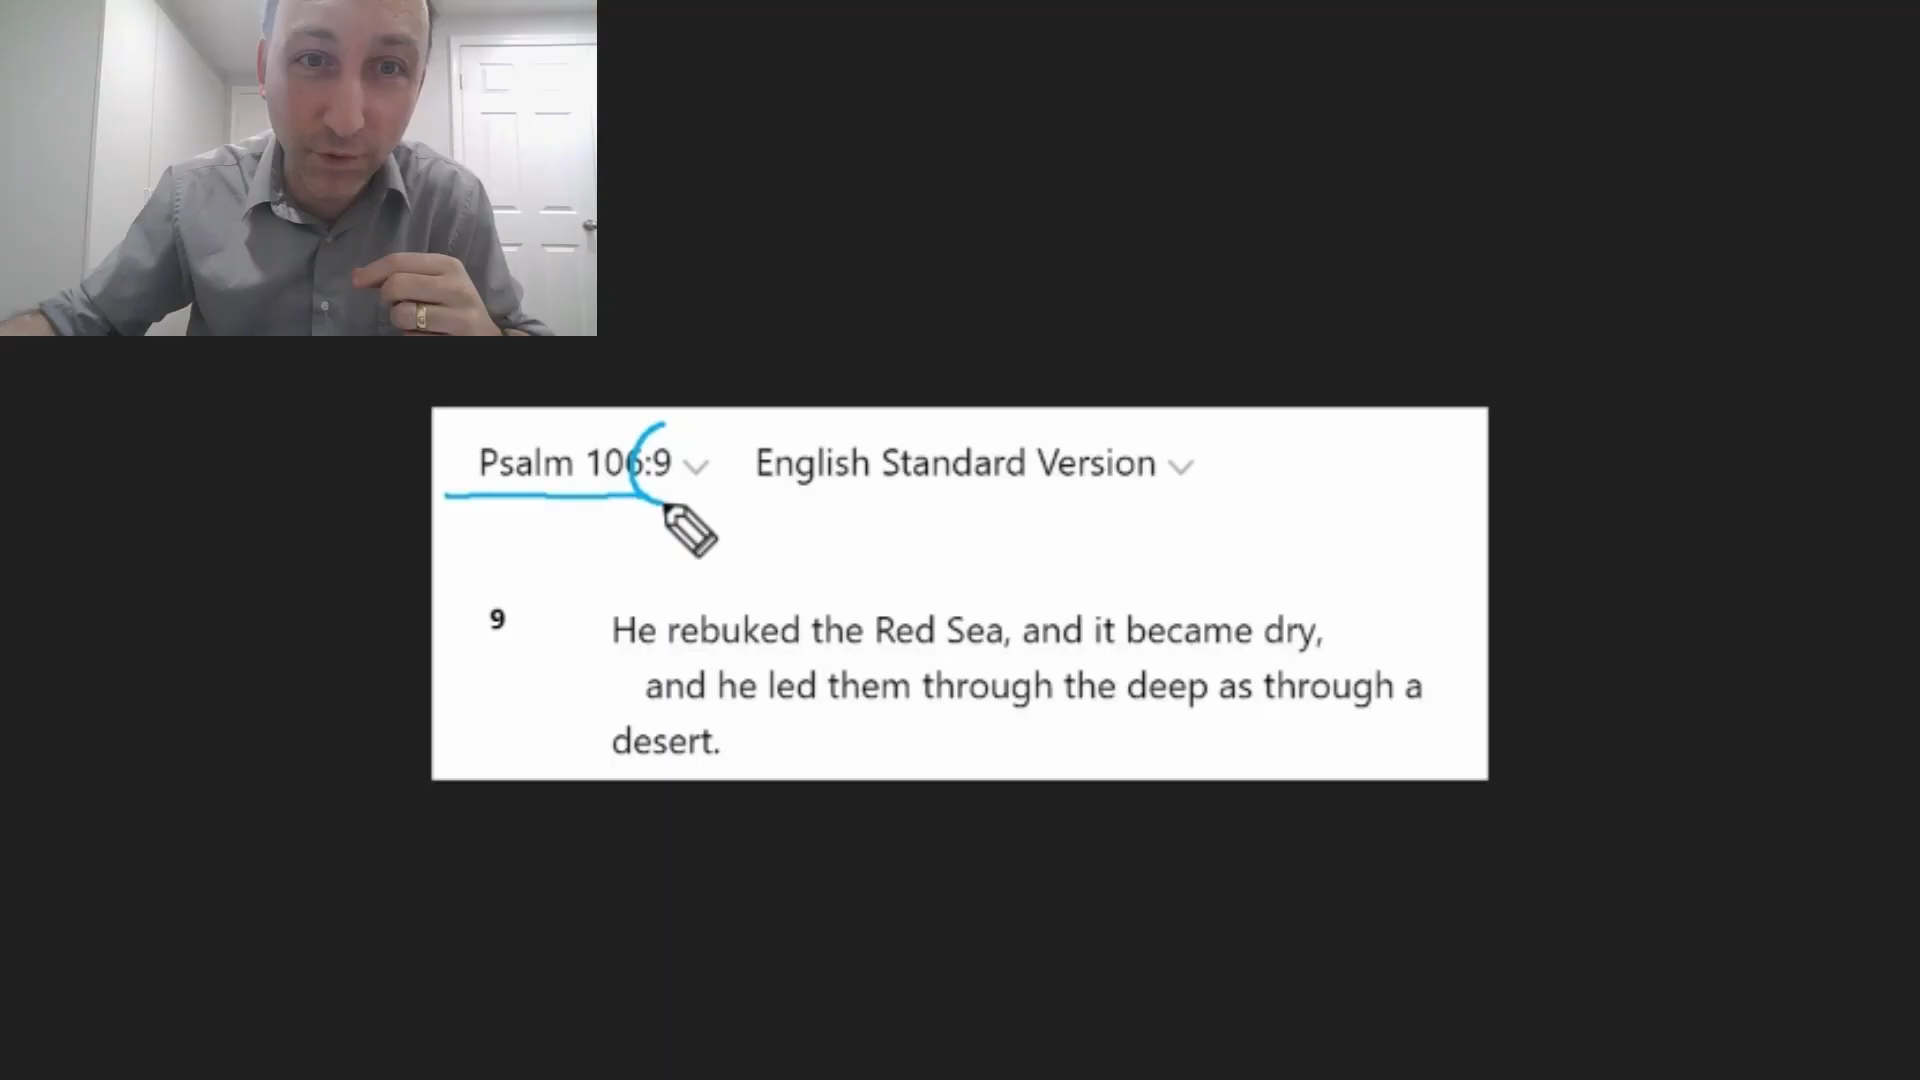 Psalm 106:9 English Standard Version
9 He rebuked the Red Sea, and it became dry,
and he led them through the deep as through a
desert.